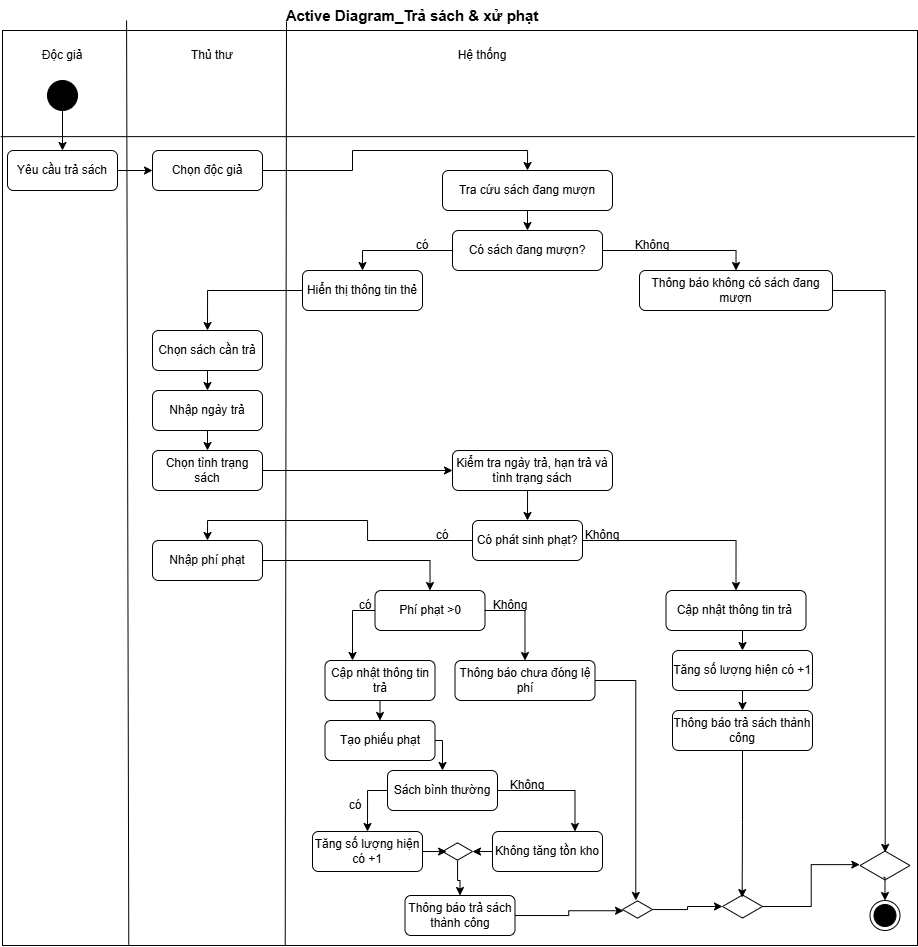 Active Diagram_Trả sách & xử phạt
Độc giả
Thủ thư
Hệ thống
Yêu cầu trả sách
Chọn độc giả
Tra cứu sách đang mượn
Có sách đang mượn?
có
Không
Hiển thị thông tin thẻ
Thông báo không có sách đang
mượn
Chọn sách cần trả
Nhập ngày trả
Chọn tình trạng
sách
Kiểm tra ngày trả, hạn trả và
tình trạng sách
Có phát sinh phạt?
có
Không
Nhập phí phạt
Phí phạt >0
có
Không
Cập nhật thông tin trả
Cập nhật thông tin
trả
Thông báo chưa đóng lệ
phí
Tăng số lượng hiện có +1
Tạo phiếu phạt
Thông báo trả sách thành
công
Sách bình thường
có
Không
Tăng số lượng hiện
có +1
Không tăng tồn kho
Thông báo trả sách
thành công